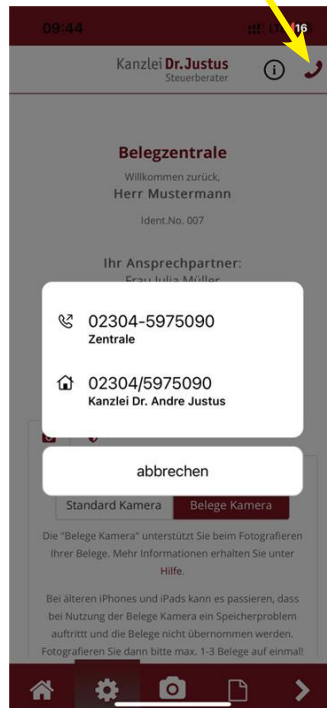 09:44
16
Kanzlei Dr.Justus
Steuerberater
Belegzentrale
Willkommen zurück,
Herr Mustermann
Ident.No. 007
Ihr Ansprechpartner:
Frau Julia Müller
02304-5975090
Zentrale
02304/5975090
Kanzlei Dr. Andre Justus
abbrechen
Standard Kamera Belege Kamera
Die "Belege Kamera" unterstützt Sie beim Fotografieren
Ihrer Belege. Mehr Informationen erhalten Sie unter
Hilfe.
Bei älteren iPhones und iPads kann es passieren, dass
bei Nutzung der Belege Kamera ein Speicherproblem
auftrittt und die Belege nicht übernommen werden.
Fotografieren Sie dann bitte max. 1-3 Belege auf einmal!